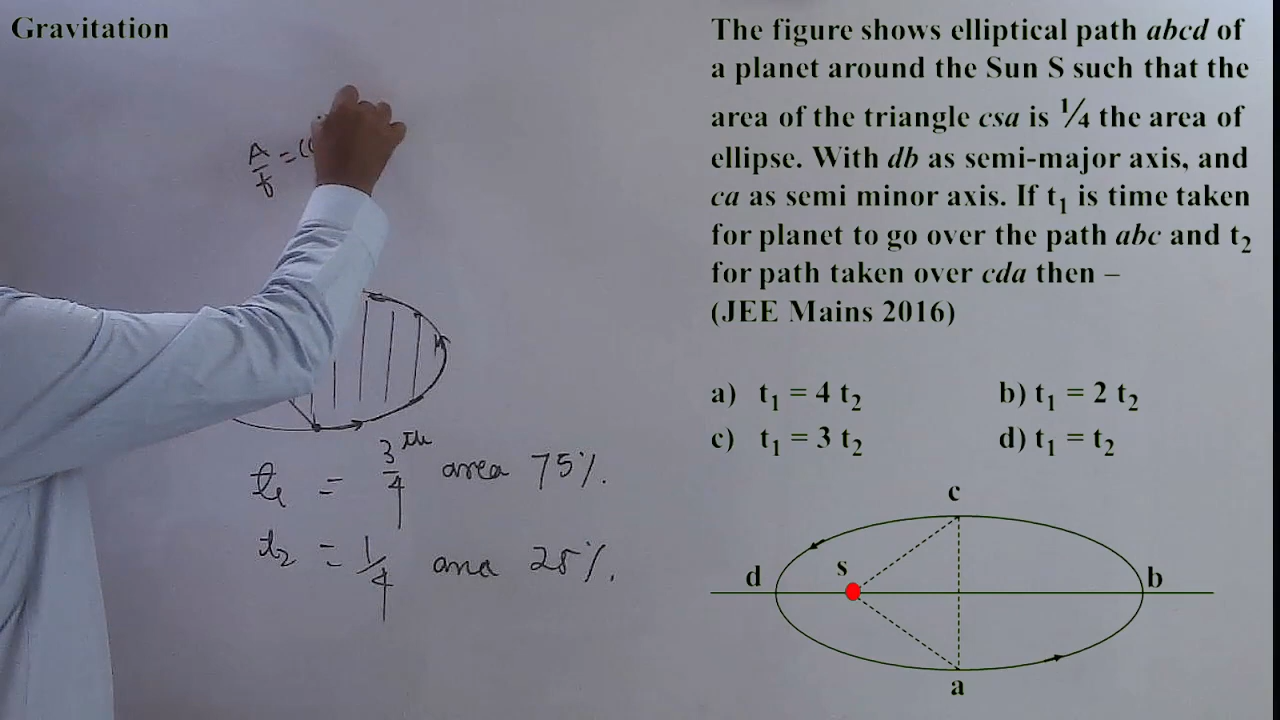 Gravitation
The figure shows elliptical path abcd of
a planet around the Sun S such that the
area of the triangle csa is ¼ the area of
ellipse. With db as semi-major axis, and
ca as semi minor axis. If t₁ is time taken
for planet to go over the path abc and t₂
for path taken over cda then –
(JEE Mains 2016)
a) t₁ = 4 t₂
b) t₁ = 2 t₂
c) t₁ = 3 t₂
d) t₁ = t₂
c
d
s
b
a
A/t =
t₁ = 3/4 th area 75%.
t₂ = 1/4 area 25%.